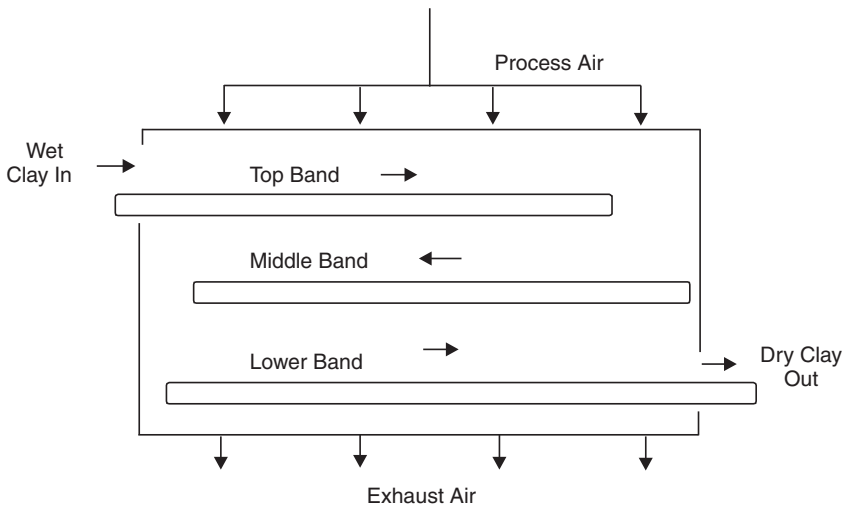 Process Air
Wet
Clay In
Top Band
Middle Band
Lower Band
Dry Clay
Out
Exhaust Air